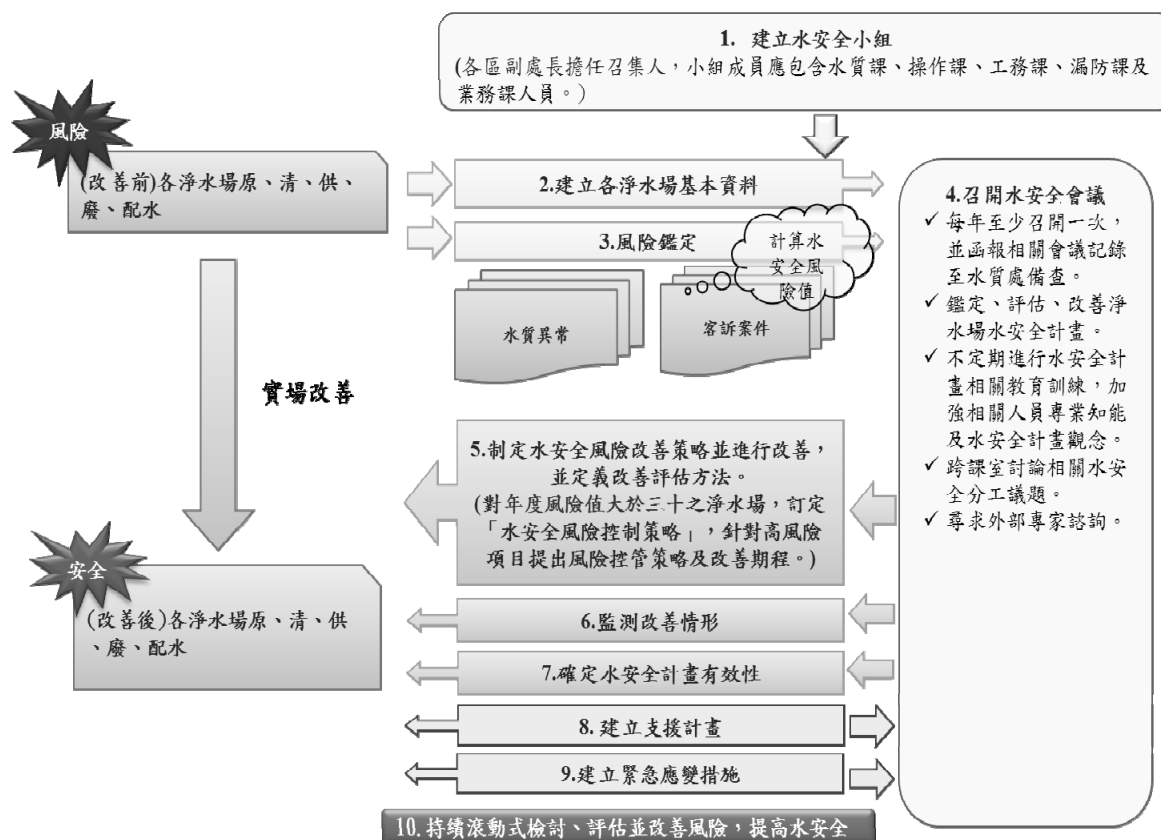 1. 建立水安全小組
(各區副處長擔任召集人，小組成員應包含水質課、操作課、工務課、漏防課及
業務課人員。)
風險
(改善前)各淨水場原、清、供、
廢、配水
2.建立各淨水場基本資料
3.風險鑑定
計算水
安全風
險值
水質異常
客訴案件
4.召開水安全會議
✓ 每年至少召開一次，
並函報相關會議記錄
至水質處備查。
✓ 鑑定、評估、改善淨
水場水安全計畫。
✓ 不定期進行水安全計
畫相關教育訓練，加
強相關人員專業知能
及水安全計畫觀念。
✓ 跨課室討論相關水安
全分工議題。
✓ 尋求外部專家諮詢。
實場改善
5.制定水安全風險改善策略並進行改善，
並定義改善評估方法。
(對年度風險值大於三十之淨水場，訂定
「水安全風險控制策略」，針對高風險
項目提出風險控管策略及改善期程。)
安全
(改善後)各淨水場原、清、供
、廢、配水
6.監測改善情形
7.確定水安全計畫有效性
8.建立支援計畫
9.建立緊急應變措施
10.持續滾動式檢討、評估並改善風險，提高水安全